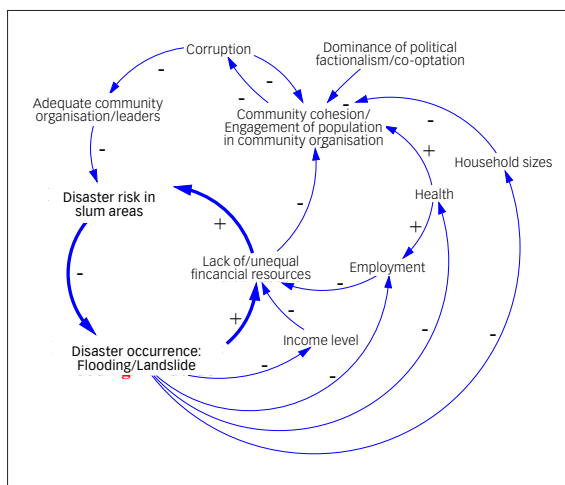 Corruption
Dominance of political
factionalism/co-optation
-
-
-
Adequate community
organisation/leaders
-
Community cohesion/
Engagement of population
in community organisation
-
-
+
Household sizes
Disaster risk in
slum areas
-
Health
+
+
Lack of/unequal
fincancial resources
Employment
-
-
+
-
Income level
-
-
Disaster occurrence:
Flooding/Landslide
-
-